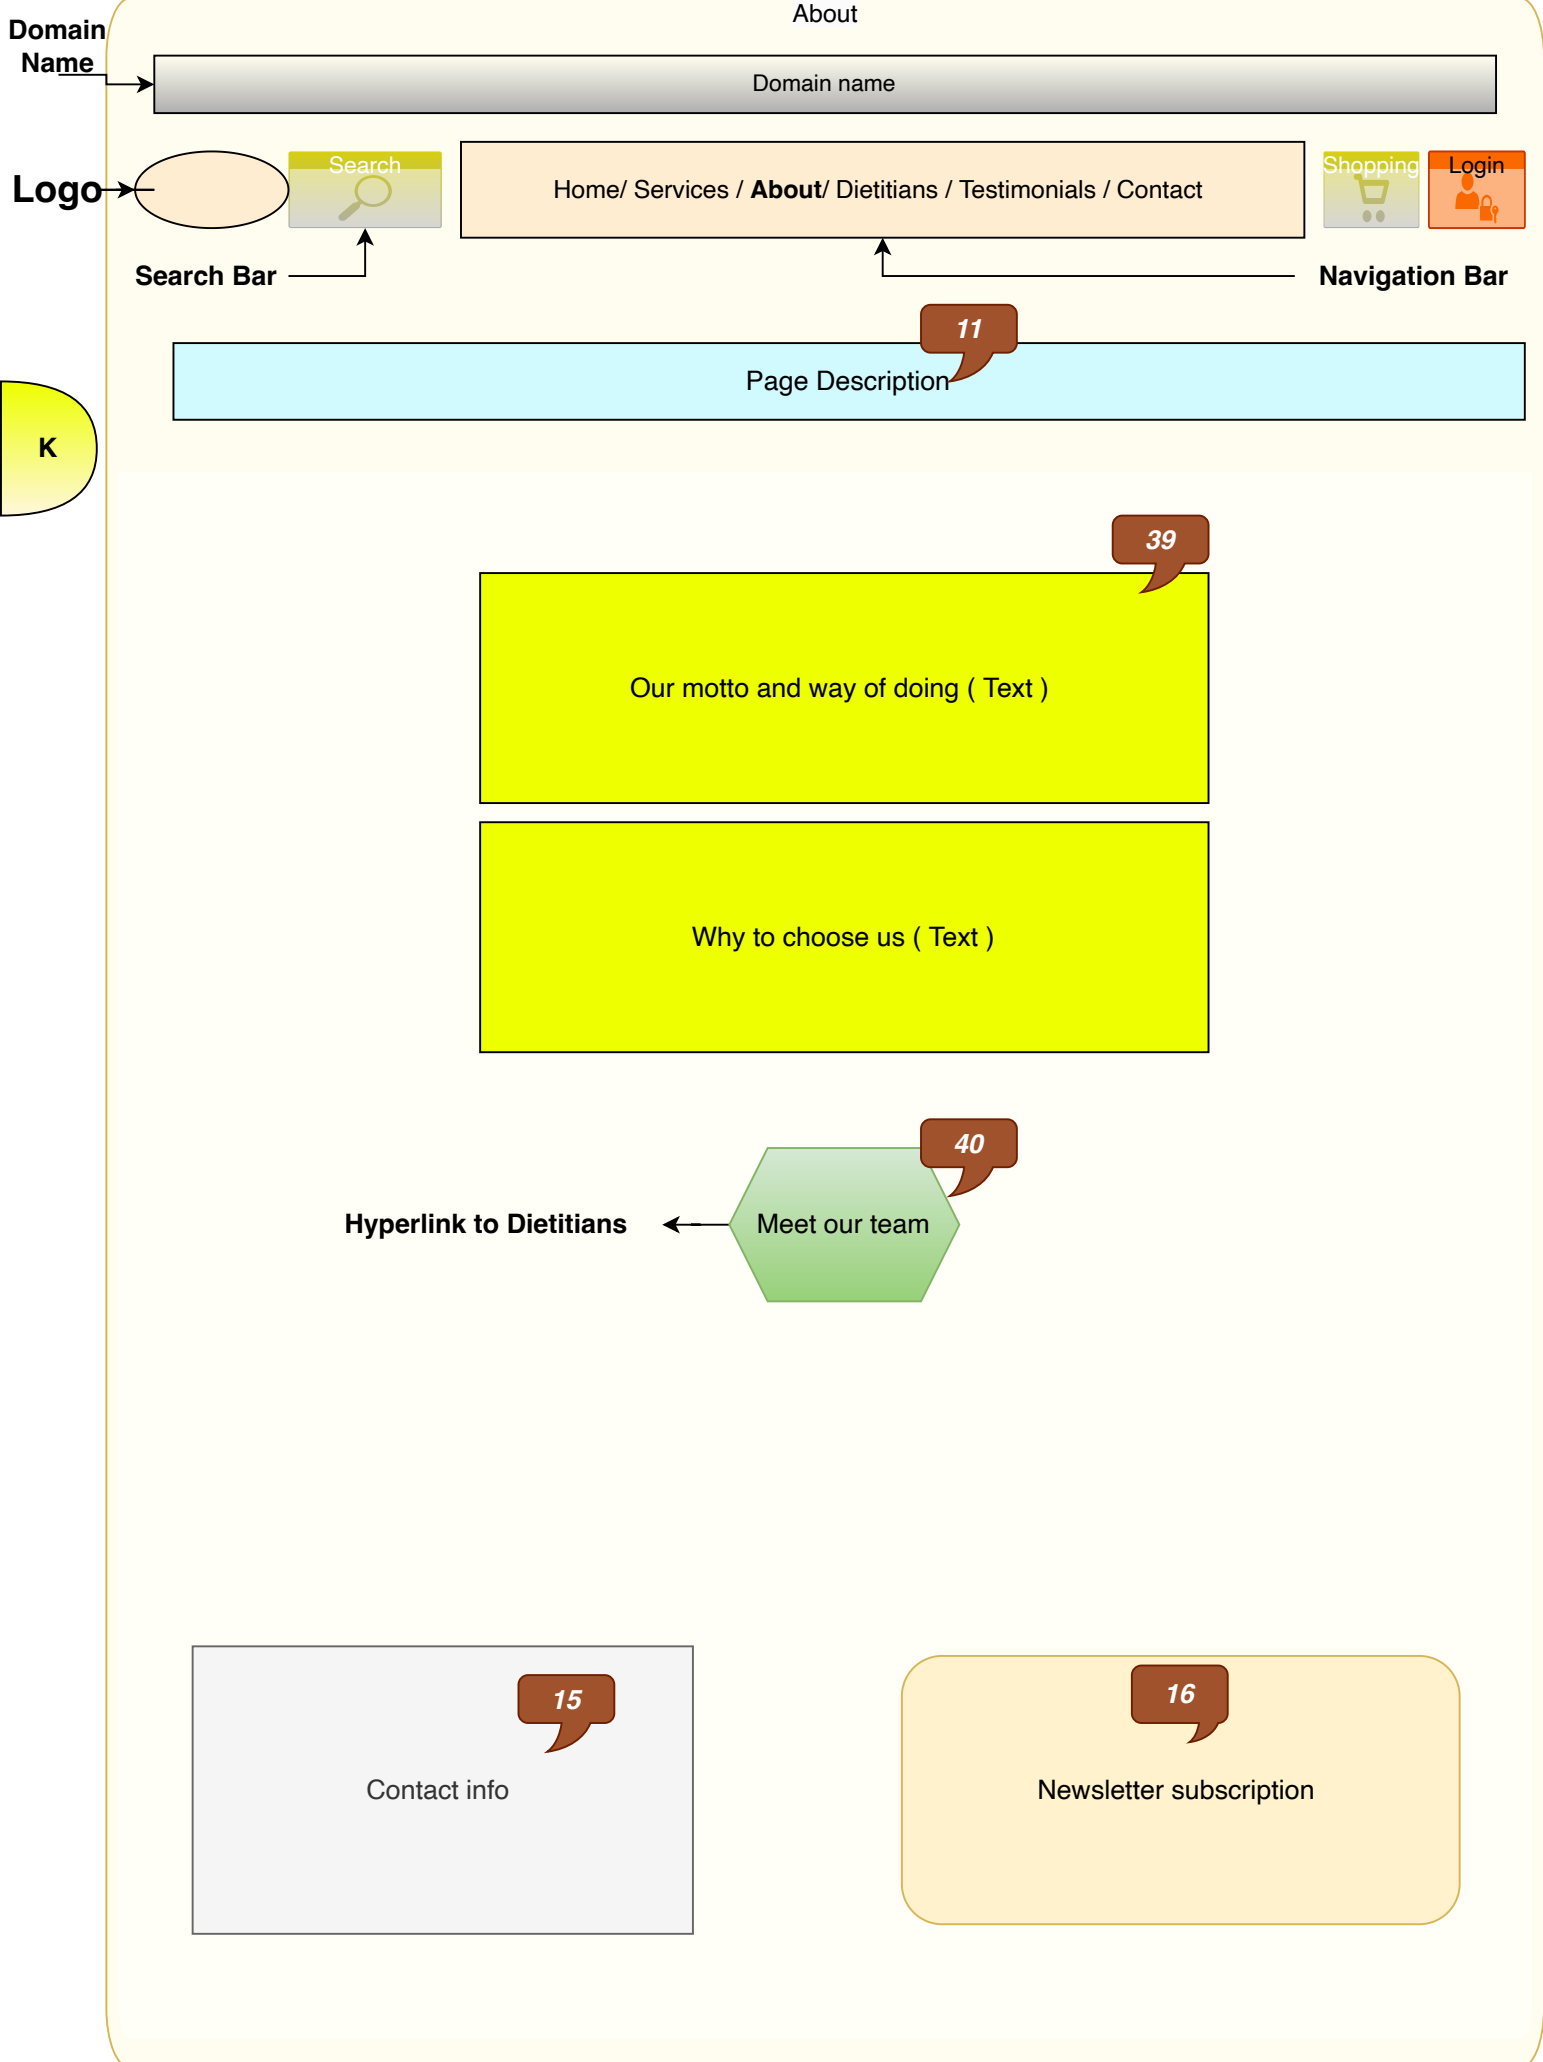 About
Domain
Name
Domain name
Logo
Search
Home/ Services / About/ Dietitians / Testimonials / Contact
Shopping
Login
Search Bar
Navigation Bar
11
Page Description
K
39
Our motto and way of doing ( Text )
Why to choose us ( Text )
40
Hyperlink to Dietitians
Meet our team
15
16
Contact info
Newsletter subscription